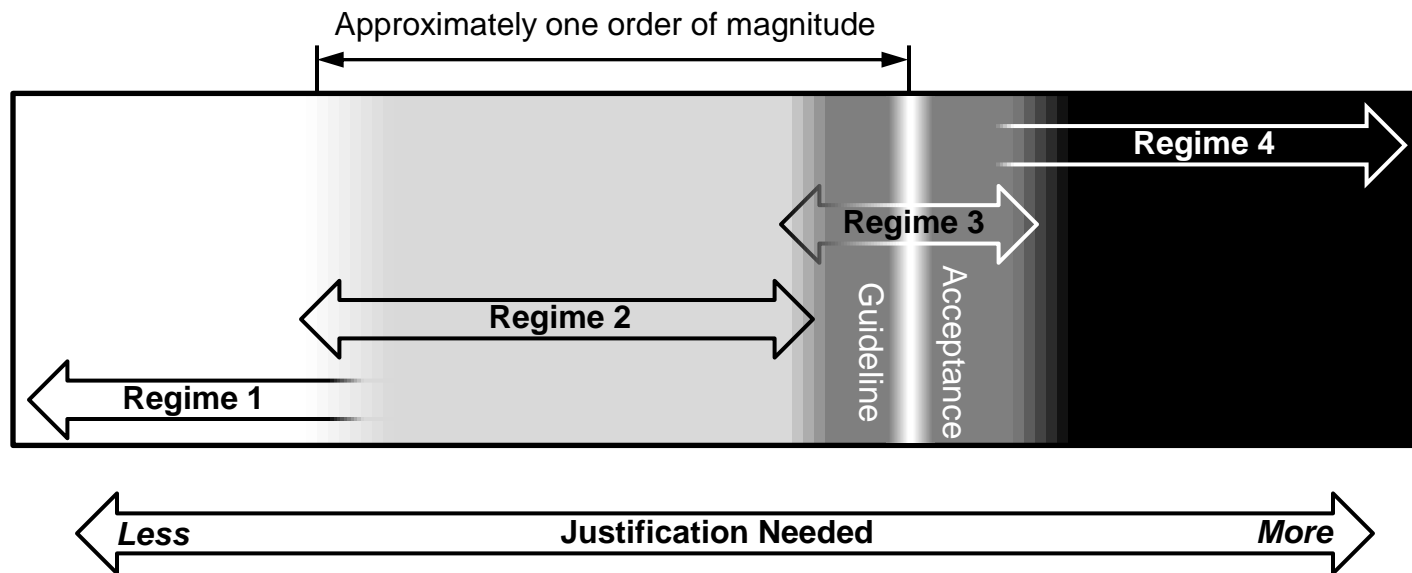 Approximately one order of magnitude
Regime 4
Regime 3
Acceptance
Guideline
Regime 2
Regime 1
Less Justification Needed More